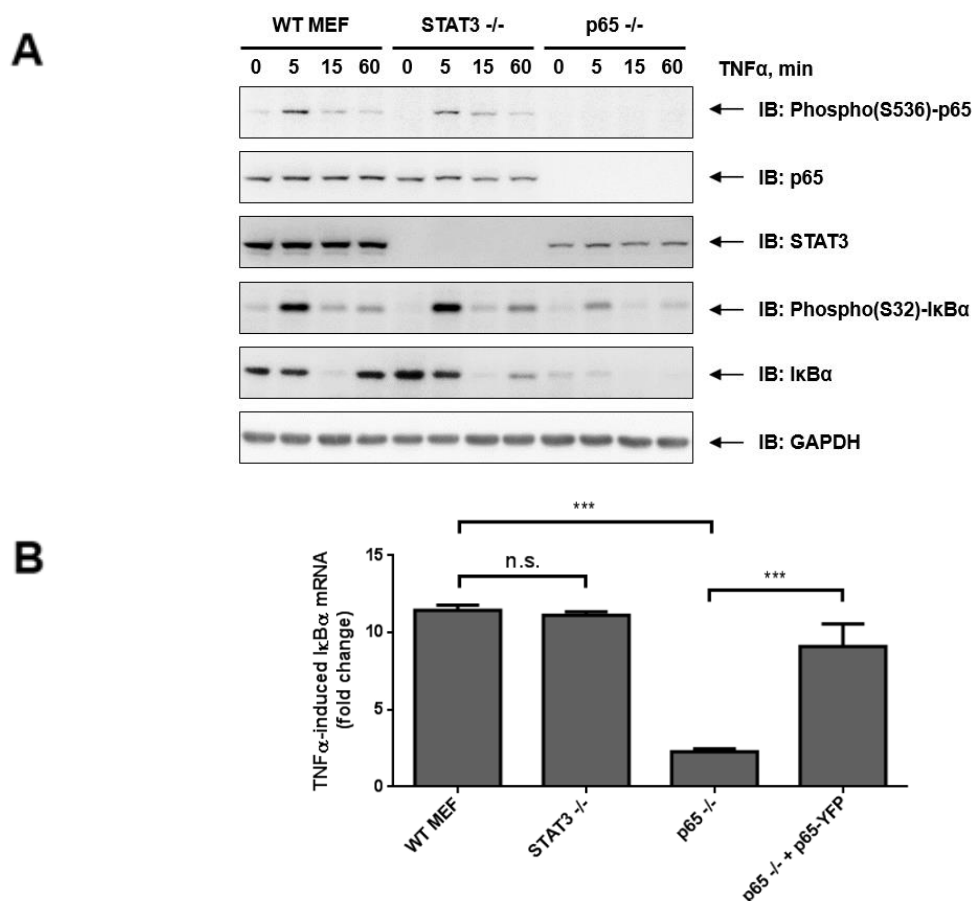 A
WT MEF STAT3 -/- p65 -/-
0 5 15 60 0 5 15 60 0 5 15 60 TNFα, min
IB: Phospho(S536)-p65
IB: p65
IB: STAT3
IB: Phospho(S32)-IκBα
IB: IκBα
IB: GAPDH
B
***
n.s.
***
TNFα-induced IκBα mRNA
(fold change)
15
10
5
0
WT MEF
STAT3 -/-
p65 -/-
p65 -/- + p65-YFP